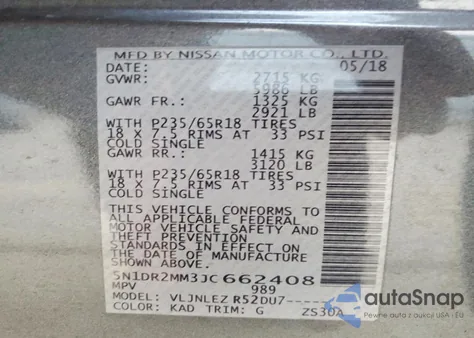 MFD BY NISSAN MOTOR CO., LTD.
DATE: 05/18
GVWR: 2715 KG
5986 LB
GAWR FR.: 1325 KG
2921 LB
WITH P235/65R18 TIRES
18 X 7.5 RIMS AT 33 PSI
COLD SINGLE
GAWR RR.: 1415 KG
3120 LB
WITH P235/65R18 TIRES
18 X 7.5 RIMS AT 33 PSI
COLD SINGLE
THIS VEHICLE CONFORMS TO
ALL APPLICABLE FEDERAL
MOTOR VEHICLE SAFETY AND
THEFT PREVENTION
STANDARDS IN EFFECT ON
THE DATE OF MANUFACTURE
SHOWN ABOVE.
5N1DR2MM3JC662408
MPV 989
MODEL: VLJNLEZ R52DU7----
COLOR: KAD TRIM: G ZS30A
autoSnap